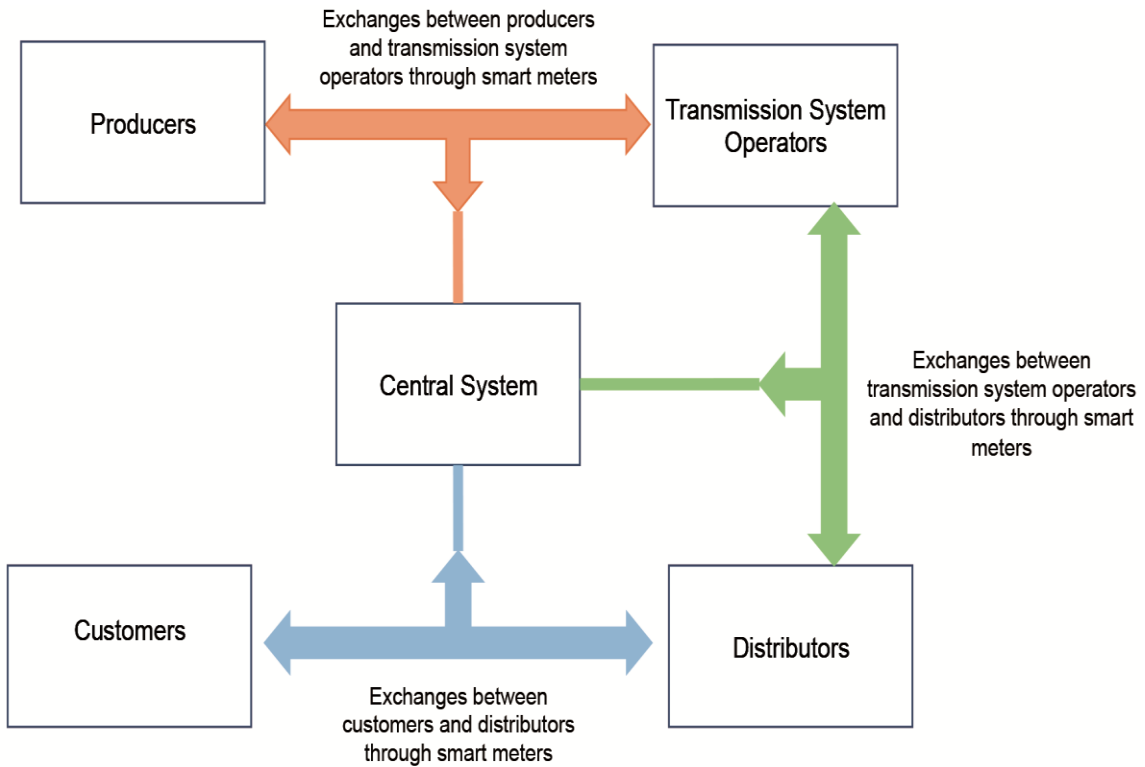 Exchanges between producers
and transmission system
operators through smart meters
Producers
Transmission System
Operators
Central System
Exchanges between
transmission system operators
and distributors through smart
meters
Customers
Distributors
Exchanges between
customers and distributors
through smart meters